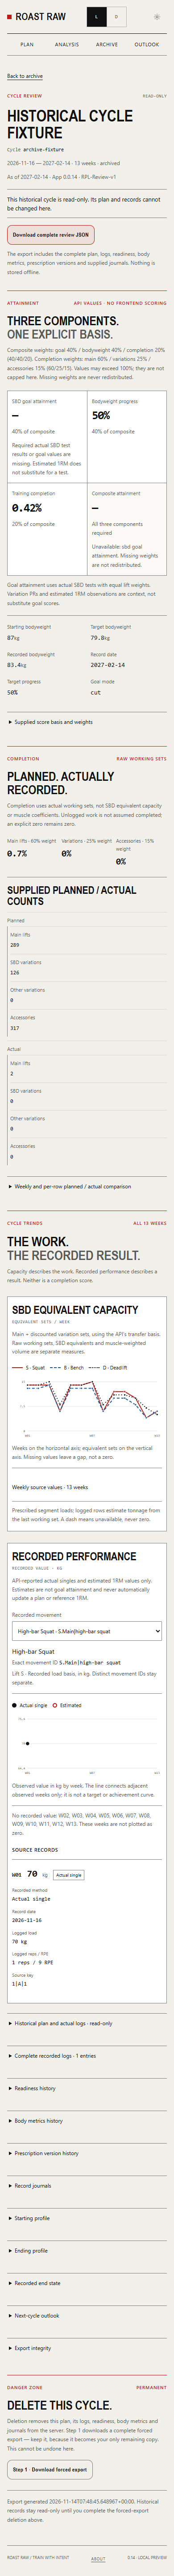 ROAST RAW
L D
PLAN ANALYSIS ARCHIVE OUTLOOK
Back to archive
CYCLE REVIEW READ-ONLY
HISTORICAL CYCLE
FIXTURE
Cycle archive-fixture
2026-11-16 — 2027-02-14 · 13 weeks · archived
As of 2027-02-14 · App 0.0.14 · RPL-Review-v1
This historical cycle is read-only. Its plan and records cannot
be changed here.
Download complete review JSON
The export includes the complete plan, logs, readiness, body
metrics, prescription versions and supplied journals. Nothing is
stored offline.
ATTAINMENT API VALUES · NO FRONTEND SCORING
THREE COMPONENTS.
ONE EXPLICIT BASIS.
Composite weights: goal 40% / bodyweight 40% / completion 20%
(40/40/20). Completion weights: main 60% / variations 25% /
accessories 15% (60/25/15). Values may exceed 100%; they are not
capped here. Missing weights are never redistributed.
SBD goal attainment
—
40% of composite
Required actual SBD test
results or goal values are
missing. Estimated 1RM does
not substitute for a test.
Bodyweight progress
50%
40% of composite
Training completion
0.42%
20% of composite
Composite attainment
—
All three components
required
Unavailable: sbd goal
attainment. Missing weights
are not redistributed.
Goal attainment uses actual SBD tests with equal lift weights.
Variation PRs and estimated 1RM observations are context, not
substitute goal scores.
Starting bodyweight
87kg
Target bodyweight
79.8kg
Recorded bodyweight
83.4kg
Record date
2027-02-14
Target progress
50%
Goal mode
cut
Supplied score basis and weights
COMPLETION RAW WORKING SETS
PLANNED. ACTUALLY
RECORDED.
Completion uses actual working sets, not SBD equivalent capacity
or muscle coefficients. Unlogged work is not assumed completed;
an explicit zero remains zero.
Main lifts · 60% weight
0.7%
Variations · 25% weight
0%
Accessories · 15%
weight
0%
SUPPLIED PLANNED / ACTUAL
COUNTS
Planned
Main lifts
289
SBD variations
126
Other variations
0
Accessories
317
Actual
Main lifts
2
SBD variations
0
Other variations
0
Accessories
0
Weekly and per-row planned / actual comparison
CYCLE TRENDS ALL 13 WEEKS
THE WORK.
THE RECORDED RESULT.
Capacity describes the work. Recorded performance describes a
result. Neither is a completion score.
SBD EQUIVALENT CAPACITY
EQUIVALENT SETS / WEEK
Main + discounted variation sets, using the API's transfer basis.
Raw working sets, SBD equivalents and muscle-weighted
volume are separate measures.
S · Squat B · Bench D · Deadlift
Weeks on the horizontal axis; equivalent sets on the vertical
axis. Missing values leave a gap, not a zero.
Weekly source values · 13 weeks
Prescribed segment loads; logged rows estimate tonnage from
the last working set. A dash means unavailable, never zero.
RECORDED PERFORMANCE
RECORDED VALUE · KG
API-reported actual singles and estimated 1RM values only.
Estimates are not goal attainment and never automatically
update a plan or reference 1RM.
Recorded movement
High-bar Squat · S.Main|high-bar squat
High-bar Squat
Exact movement ID S.Main|high-bar squat
Lift S · Recorded load basis, in kg. Distinct movement IDs stay
separate.
Actual single Estimated
Observed value in kg by week. The line connects adjacent
observed weeks only; it is not a target or achievement curve.
No recorded value: W02, W03, W04, W05, W06, W07, W08,
W09, W10, W11, W12, W13. These weeks are not plotted as
zero.
SOURCE RECORDS
W01 70 kg Actual single
Recorded method
Actual single
Record date
2026-11-16
Logged load
70 kg
Logged reps / RPE
1 reps / 9 RPE
Source key
1|A|1
Historical plan and actual logs · read-only
Complete recorded logs · 1 entries
Readiness history
Body metrics history
Prescription version history
Record journals
Starting profile
Ending profile
Recorded end state
Next-cycle outlook
Export integrity
DANGER ZONE PERMANENT
DELETE THIS CYCLE.
Deletion removes this plan, its logs, readiness, body metrics and
journals from the server. Step 1 downloads a complete forced
export — keep it, because it becomes your only remaining copy.
This cannot be undone here.
Step 1 · Download forced export
Export generated 2026-11-14T07:48:45.648967+00:00. Historical
records stay read-only until you complete the forced-export
deletion above.
ROAST RAW / TRAIN WITH INTENT ABOUT 0.14 · LOCAL PREVIEW